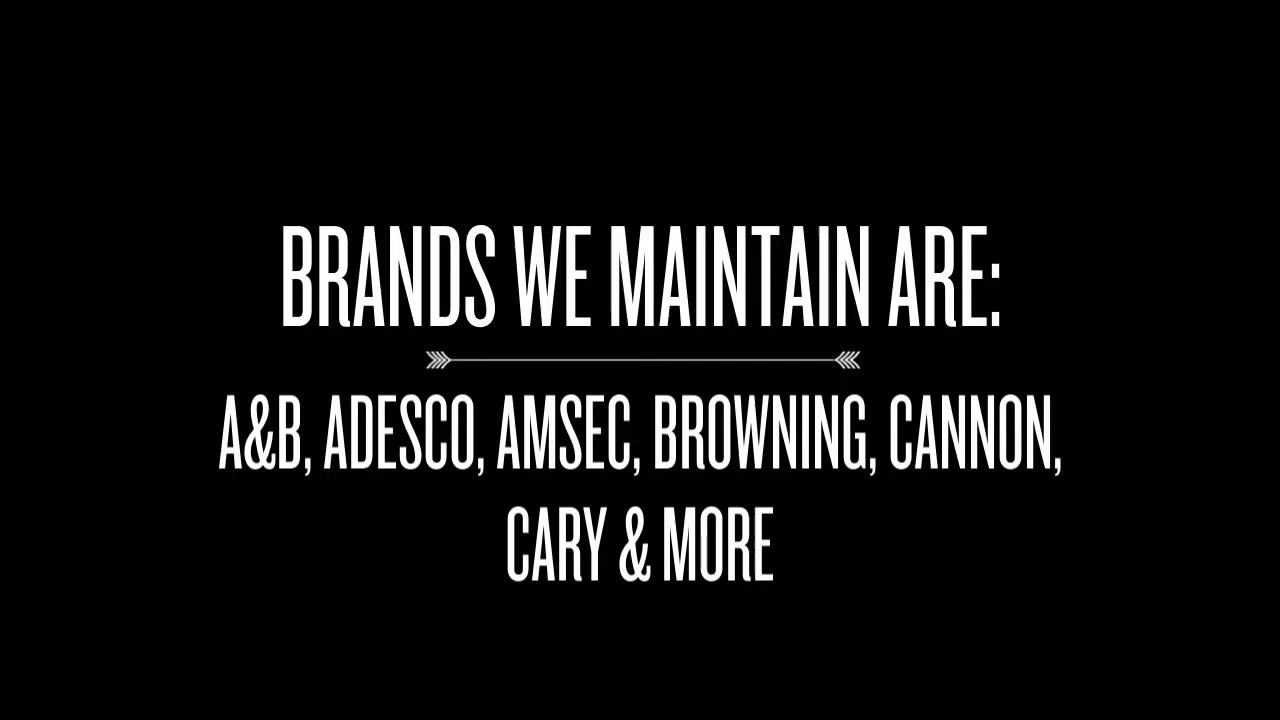 BRANDS WE MAINTAIN ARE:
A&B, ADESCO, AMSEC, BROWNING, CANNON,
CARY & MORE